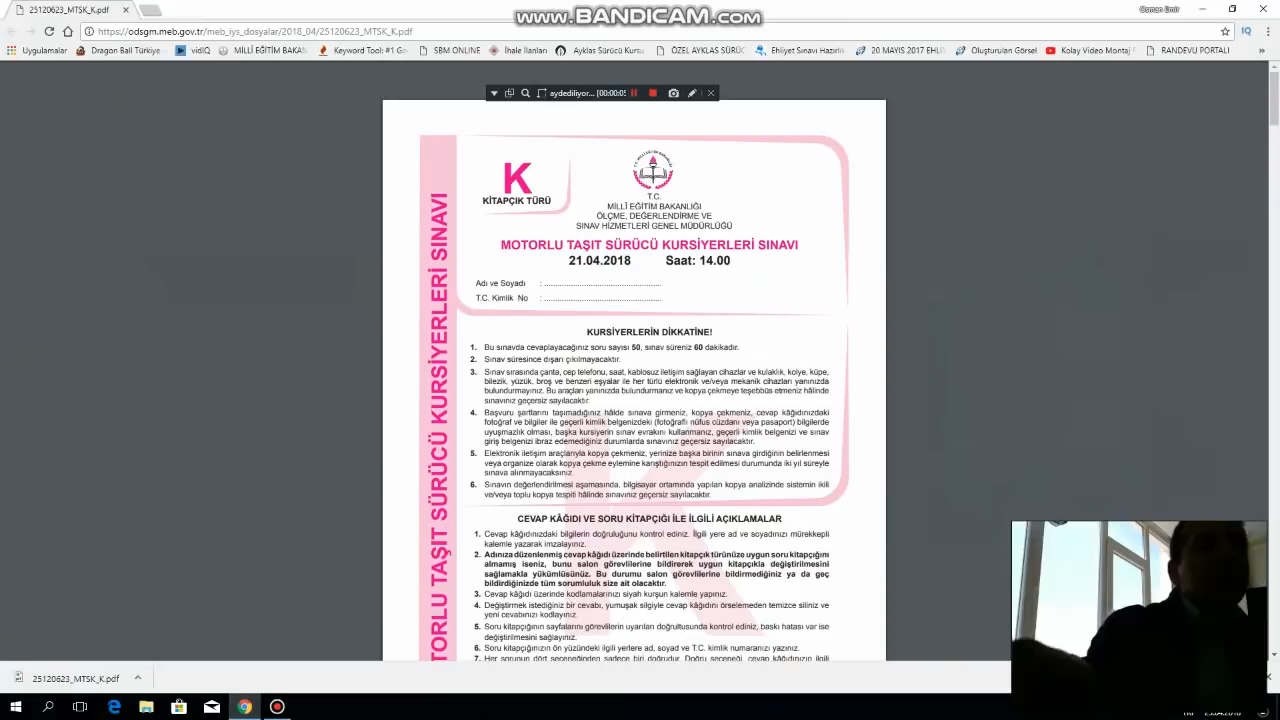 25120623_MTSK_K.pdf
www.BANDICAM.com
Osman Emir
https://odsgm.meb.gov.tr/meb_iys_dosyalar/2018_04/25120623_MTSK_K.pdf
Uygulamalar
Dragon Ball Türkiye
vidIQ
MİLLİ EĞİTİM BAKANL
Keyword Tool: #1 Go
SBM ONLINE
İhale İlanları
Ayklas Sürücü Kursu
ÖZEL AYKLAS SÜRÜC
Ehliyet Sınavı Hazırlı
20 MAYIS 2017 EHLİY
Oluşturulan Görsel
Kolay Video Montaj
RANDEVU PORTALI
aydediliyor... [00:00:05
K
KİTAPÇIK TÜRÜ
T.C.
MİLLÎ EĞİTİM BAKANLIĞI
ÖLÇME, DEĞERLENDİRME VE
SINAV HİZMETLERİ GENEL MÜDÜRLÜĞÜ
MOTORLU TAŞIT SÜRÜCÜ KURSİYERLERİ SINAVI
21.04.2018 Saat: 14.00
Adı ve Soyadı : ....................................................
T.C. Kimlik No : ....................................................
KURSİYERLERİN DİKKATİNE!
1. Bu sınavda cevaplayacağınız soru sayısı 50, sınav süreniz 60 dakikadır.
2. Sınav süresince dışarı çıkılmayacaktır.
3. Sınav sırasında çanta, cep telefonu, saat, kablosuz iletişim sağlayan cihazlar ve kulaklık, kolye, küpe,
bilezik, yüzük, broş ve benzeri eşyalar ile her türlü elektronik ve/veya mekanik cihazları yanınızda
bulundurmayınız. Bu araçları yanınızda bulundurmanız ve kopya çekmeye teşebbüs etmeniz hâlinde
sınavınız geçersiz sayılacaktır.
4. Başvuru şartlarını taşımadığınız hâlde sınava girmeniz, kopya çekmeniz, cevap kâğıdınızdaki
fotoğraf ve bilgiler ile geçerli kimlik belgenizdeki (fotoğraflı nüfus cüzdanı veya pasaport) bilgilerde
uyuşmazlık olması, başka kursiyerin sınav evrakını kullanmanız, geçerli kimlik belgenizi ve sınav
giriş belgenizi ibraz edemediğiniz durumlarda sınavınız geçersiz sayılacaktır.
5. Elektronik iletişim araçlarıyla kopya çekmeniz, yerinize başka birinin sınava girdiğinin belirlenmesi
veya organize olarak kopya çekme eylemine karıştığınızın tespit edilmesi durumunda iki yıl süreyle
sınava alınmayacaksınız.
6. Sınavın değerlendirilmesi aşamasında, bilgisayar ortamında yapılan kopya analizinde sistemin ikili
ve/veya toplu kopya tespiti hâlinde sınavınız geçersiz sayılacaktır.
CEVAP KÂĞIDI VE SORU KİTAPÇIĞI İLE İLGİLİ AÇIKLAMALAR
1. Cevap kâğıdınızdaki bilgilerin doğruluğunu kontrol ediniz. İlgili yere ad ve soyadınızı mürekkepli
kalemle yazarak imzalayınız.
2. Adınıza düzenlenmiş cevap kâğıdı üzerinde belirtilen kitapçık türünüze uygun soru kitapçığını
almamış iseniz, bunu salon görevlilerine bildirerek uygun kitapçıkla değiştirilmesini
sağlamakla yükümlüsünüz. Bu durumu salon görevlilerine bildirmediğiniz ya da geç
bildirdiğinizde tüm sorumluluk size ait olacaktır.
3. Cevap kâğıdı üzerinde kodlamalarınızı siyah kurşun kalemle yapınız.
4. Değiştirmek istediğiniz bir cevabı, yumuşak silgiyle cevap kâğıdını örselemeden temizce siliniz ve
yeni cevabınızı kodlayınız.
5. Soru kitapçığınızın sayfalarını görevlilerin uyarıları doğrultusunda kontrol ediniz, baskı hatası var ise
değiştirilmesini sağlayınız.
6. Soru kitapçığınızın ön yüzündeki ilgili yerlere ad, soyad ve T.C. kimlik numaranızı yazınız.
7. Her sorunun dört seçeneğinden sadece biri doğrudur. Doğru seçeneği, cevap kâğıdınızın ilgili
TORLU TAŞIT SÜRÜCÜ KURSİYERLERİ SINAVI
25120623_MTSK_K.pdf